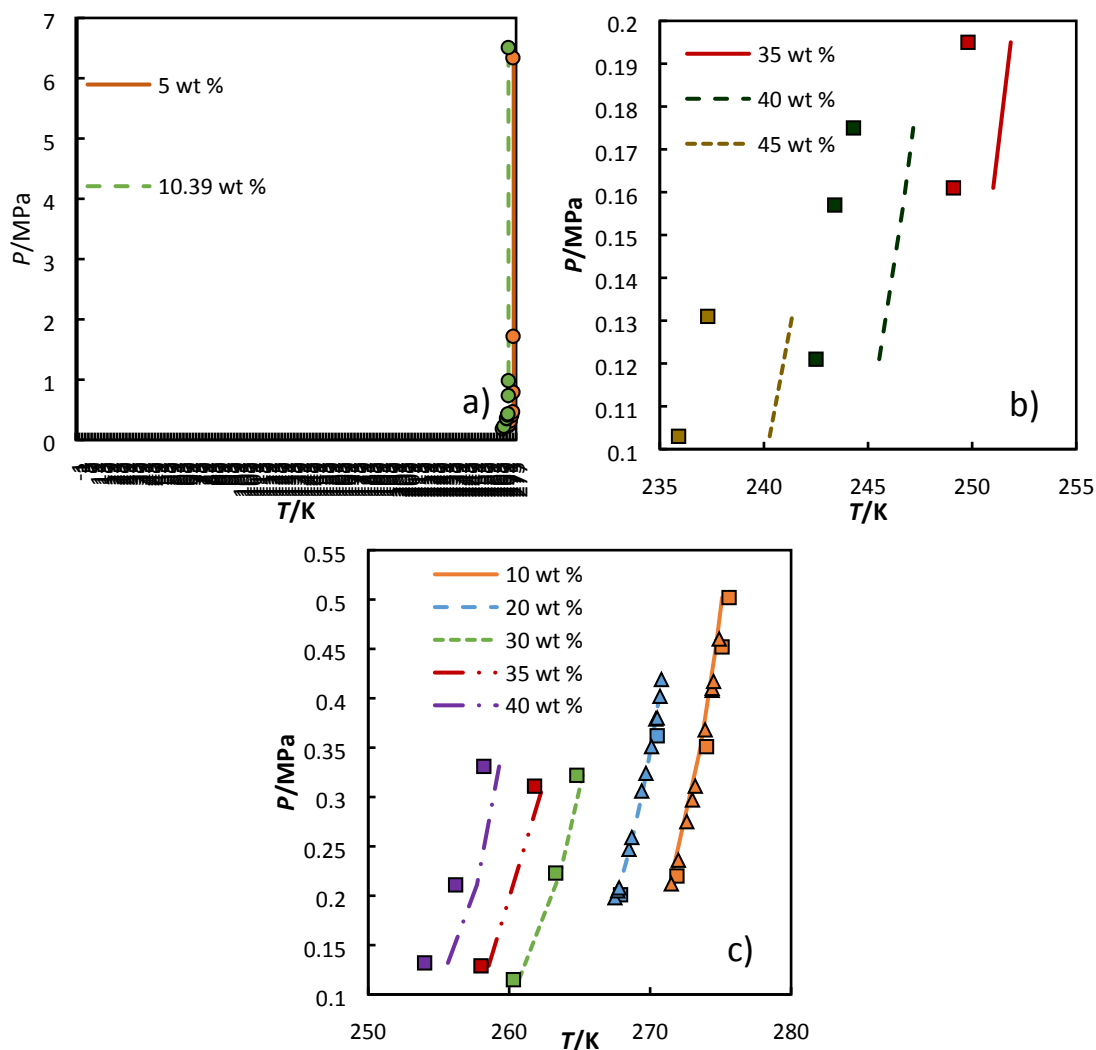 7
6
5
4
3
2
1
0
P/MPa
5 wt %
10.39 wt %
a)
T/K
0.2
0.19
0.18
0.17
0.16
0.15
0.14
0.13
0.12
0.11
0.1
P/MPa
35 wt %
40 wt %
45 wt %
b)
235 240 245 250 255
T/K
0.55
0.5
0.45
0.4
0.35
0.3
0.25
0.2
0.15
0.1
P/MPa
10 wt %
20 wt %
30 wt %
35 wt %
40 wt %
c)
250 260 270 280
T/K